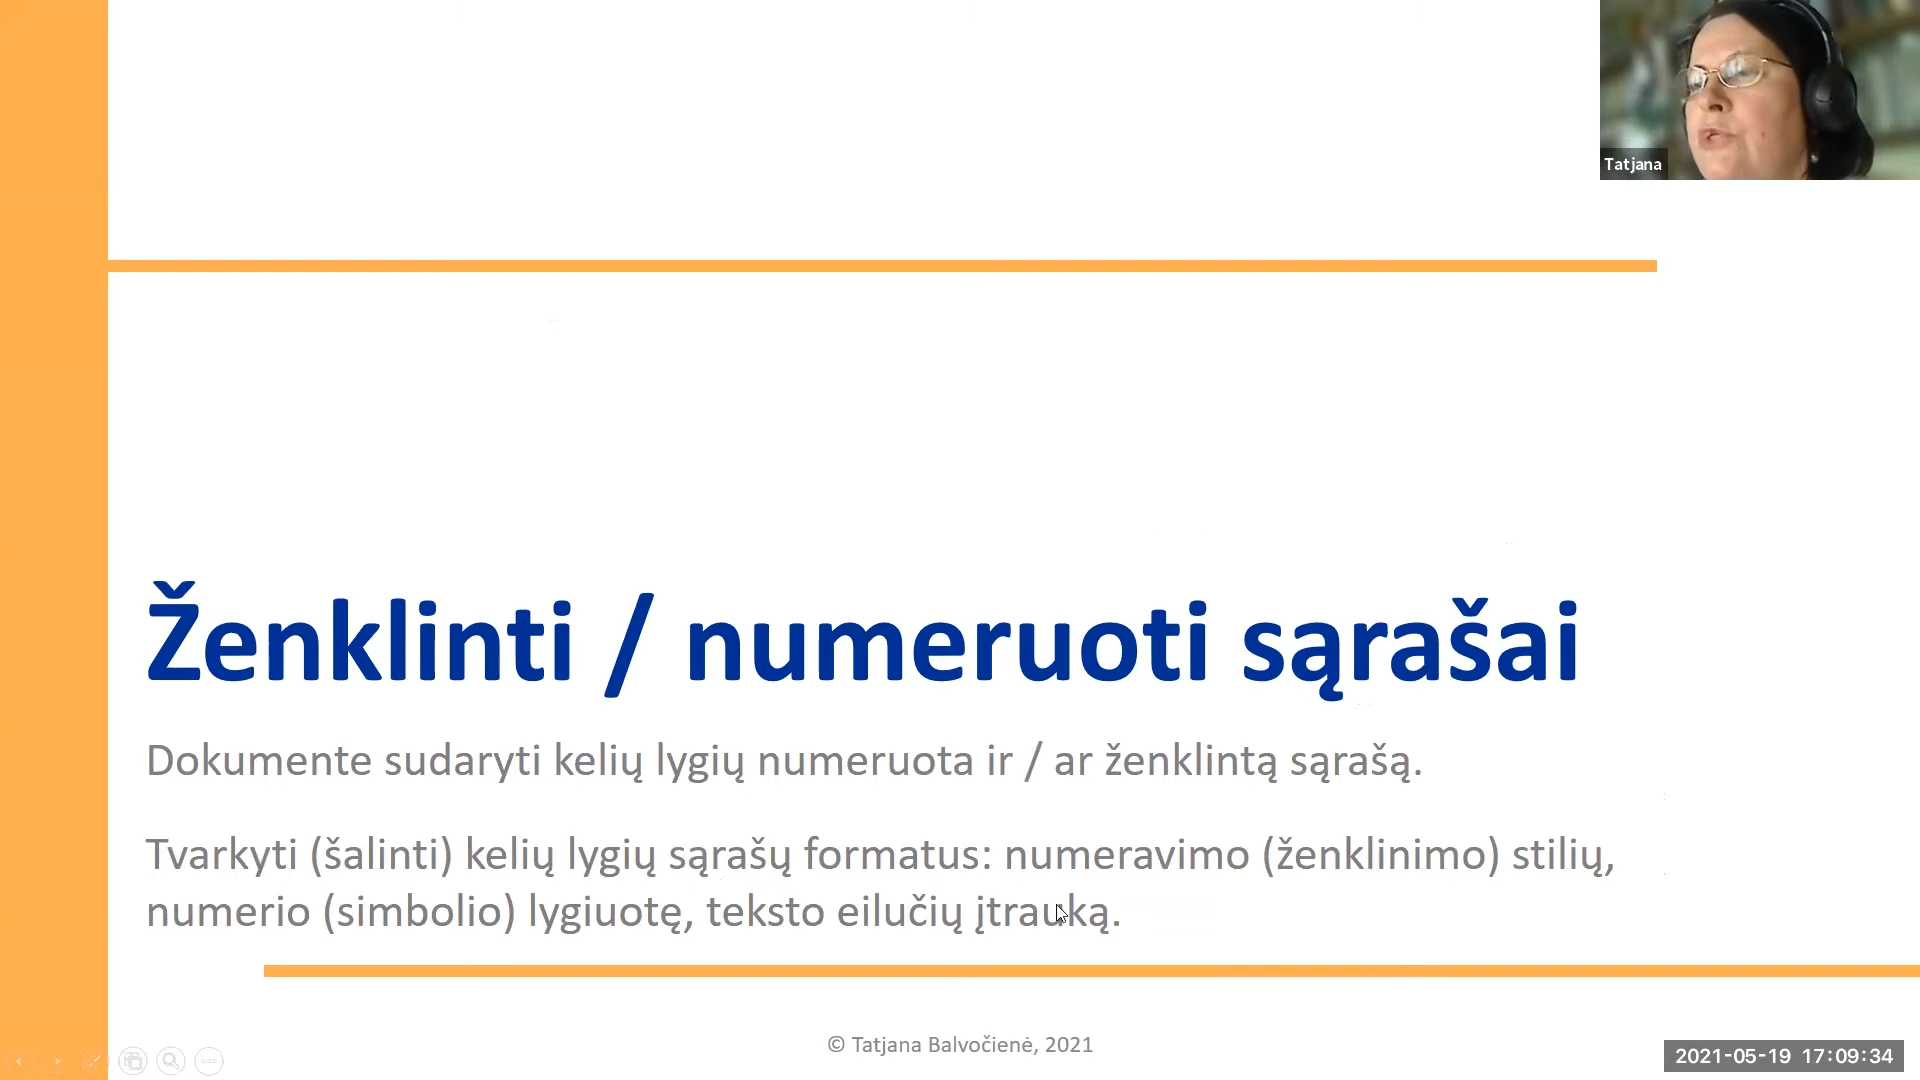 Tatjana
Ženklinti / numeruoti sąrašai
Dokumente sudaryti kelių lygių numeruota ir / ar ženklintą sąrašą.
Tvarkyti (šalinti) kelių lygių sąrašų formatus: numeravimo (ženklinimo) stilių,
numerio (simbolio) lygiuotę, teksto eilučių įtrauką.
© Tatjana Balvočienė, 2021
2021-05-19 17:09:34